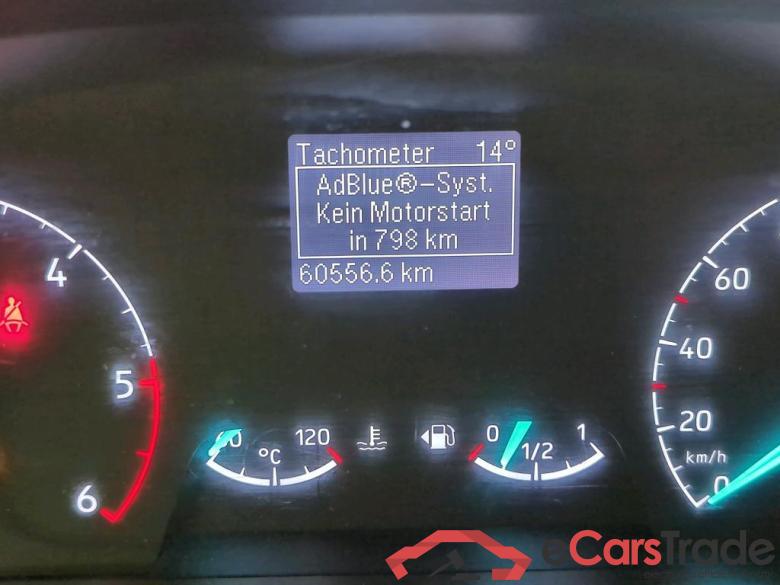 Tachometer 14°
AdBlue®-Syst.
Kein Motorstart
in 798 km
60556.6 km
4
5
6
60
40
20
0
km/h
120
°C
0
1/2
1
eCarsTrade